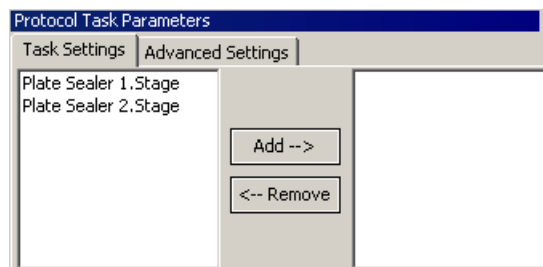 Protocol Task Parameters
Task Settings
Advanced Settings
Plate Sealer 1.Stage
Plate Sealer 2.Stage
Add -->
<-- Remove